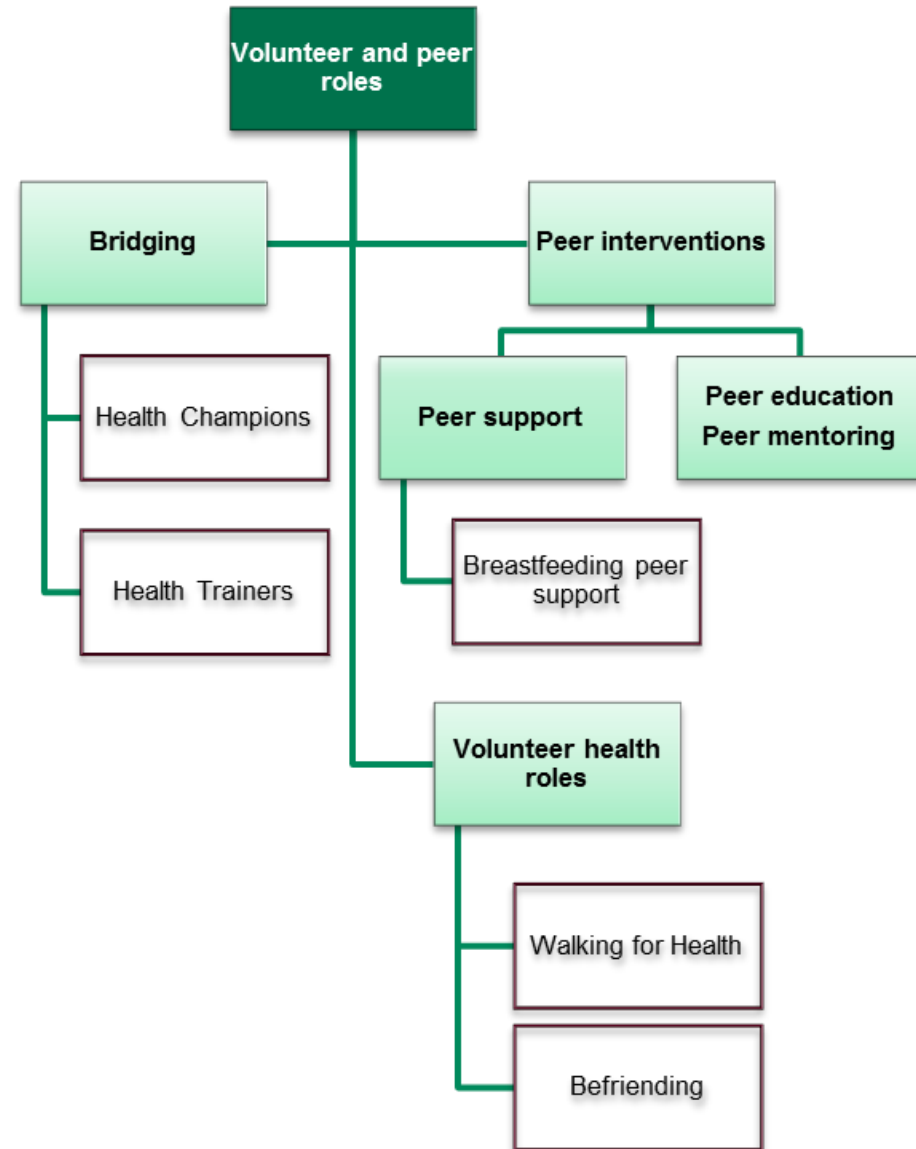 Volunteer and peer
roles
Bridging
Peer interventions
Health Champions
Peer support
Peer education
Peer mentoring
Health Trainers
Breastfeeding peer
support
Volunteer health
roles
Walking for Health
Befriending